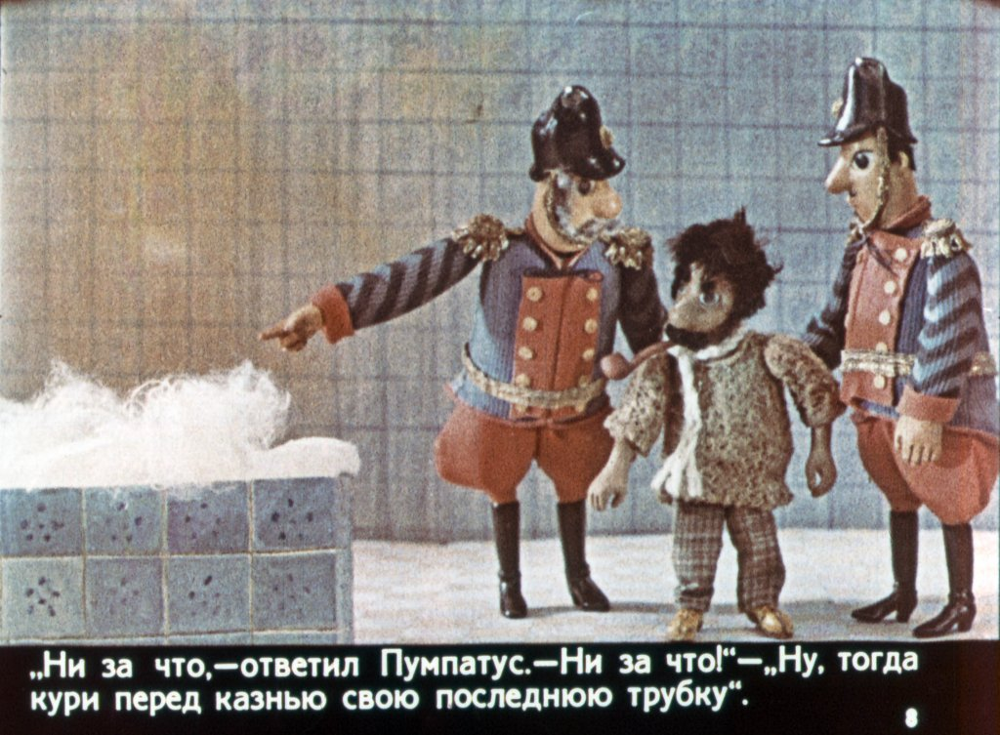 „Ни за что,—ответил Пумпатус.—Ни за что!“—„Ну, тогда
кури перед казнью свою последнюю трубку“.
8